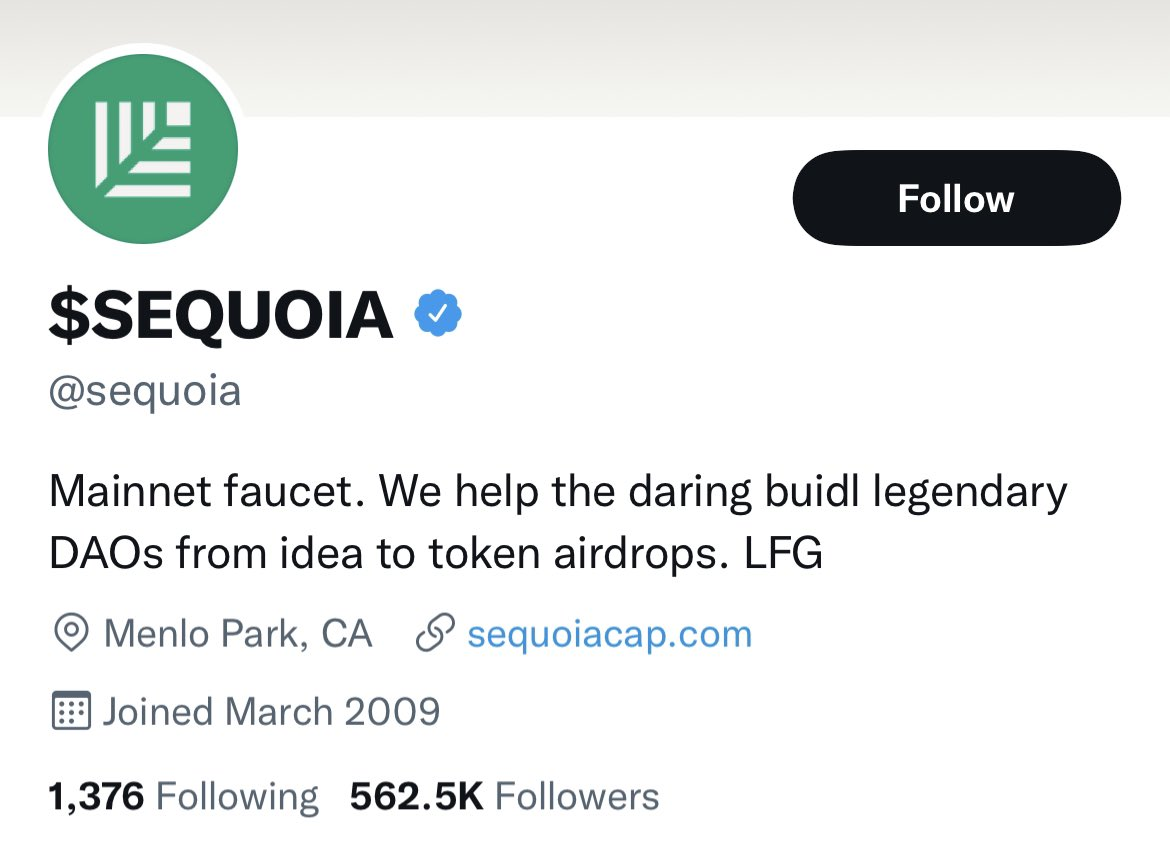 Follow
$SEQUOIA
@sequoia
Mainnet faucet. We help the daring buidl legendary
DAOs from idea to token airdrops. LFG
Menlo Park, CA sequoiacap.com
Joined March 2009
1,376 Following 562.5K Followers